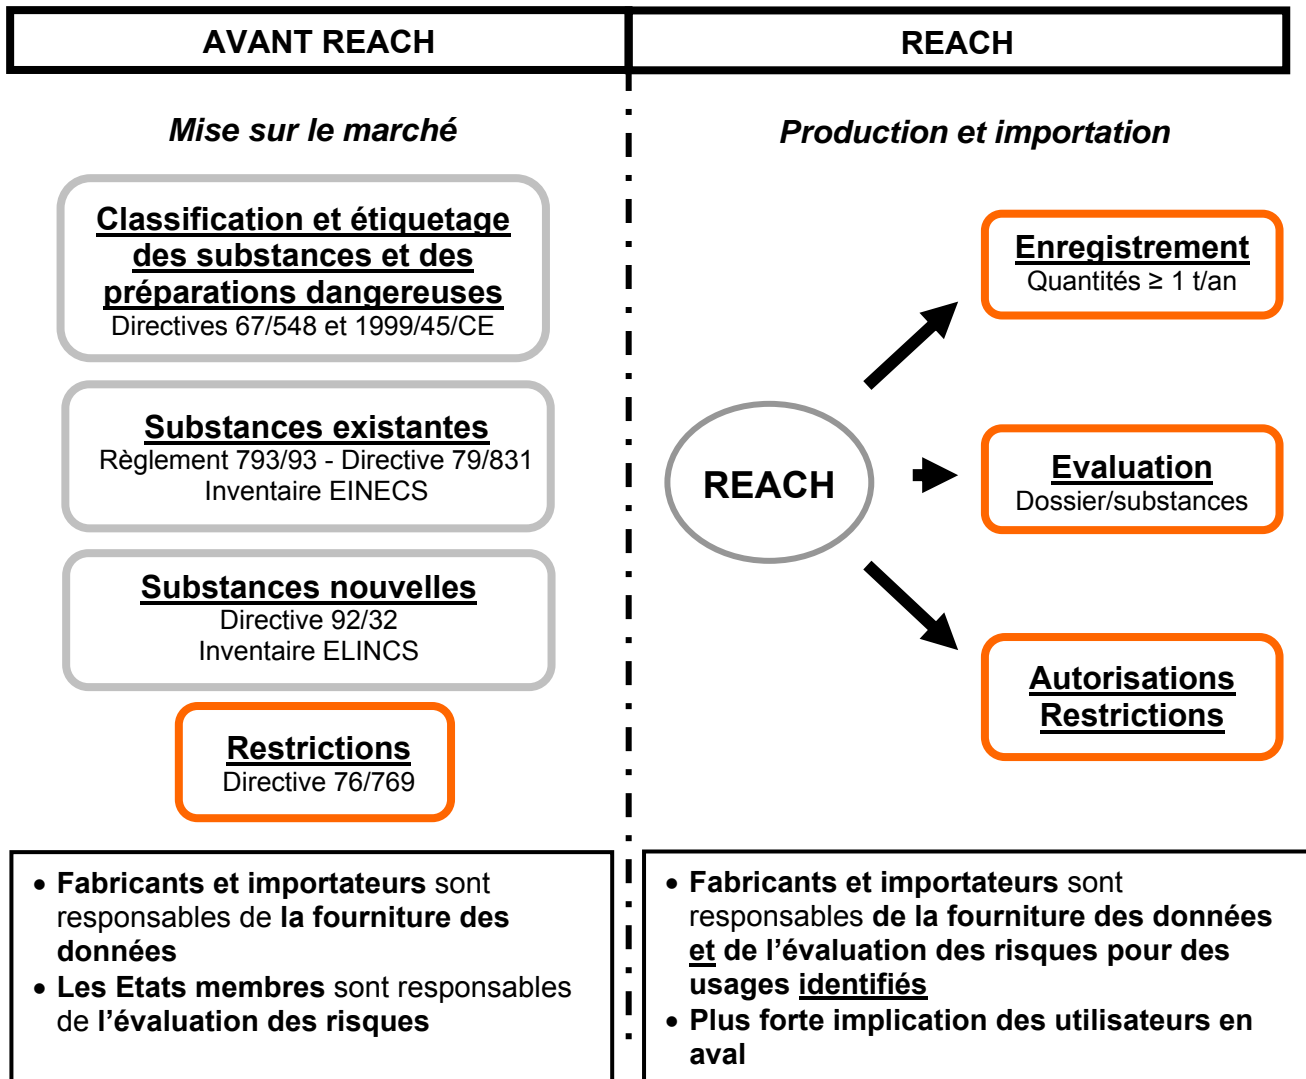 AVANT REACH
REACH
Mise sur le marché
Classification et étiquetage
des substances et des
préparations dangereuses
Directives 67/548 et 1999/45/CE
Substances existantes
Règlement 793/93 - Directive 79/831
Inventaire EINECS
Substances nouvelles
Directive 92/32
Inventaire ELINCS
Restrictions
Directive 76/769
• Fabricants et importateurs sont
responsables de la fourniture des
données
• Les Etats membres sont responsables
de l'évaluation des risques
Production et importation
REACH
Enregistrement
Quantités ≥ 1 t/an
Evaluation
Dossier/substances
Autorisations
Restrictions
• Fabricants et importateurs sont
responsables de la fourniture des données
et de l'évaluation des risques pour des
usages identifiés
• Plus forte implication des utilisateurs en
aval